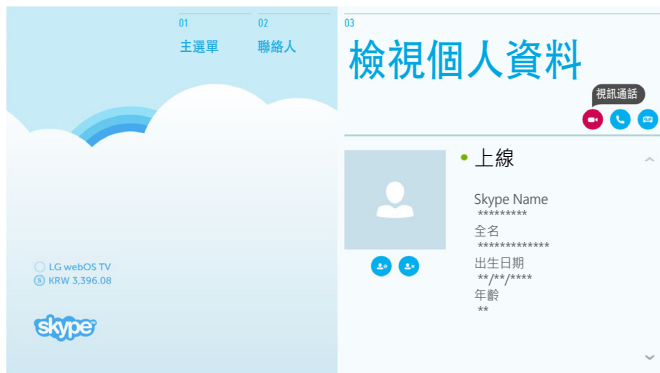 01
02
主選單
聯絡人
LG webOS TV
KRW 3,396.08
skype
03
檢視個人資料
視訊通話
上線
Skype Name
*********
全名
*************
出生日期
**/**/****
年齡
**